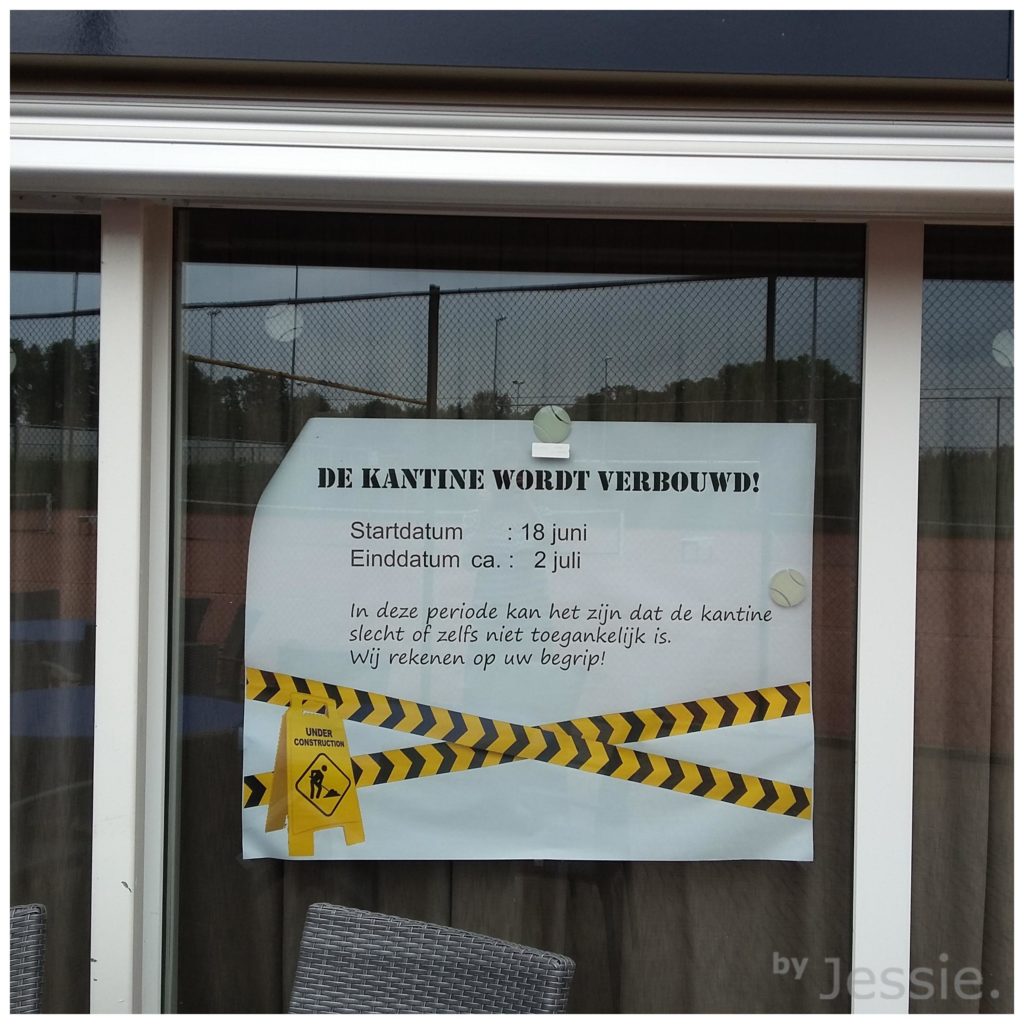 DE KANTINE WORDT VERBOUWD!
Startdatum : 18 juni
Einddatum ca. : 2 juli
In deze periode kan het zijn dat de kantine
slecht of zelfs niet toegankelijk is.
Wij rekenen op uw begrip!
UNDER
CONSTRUCTION
by Jessie.